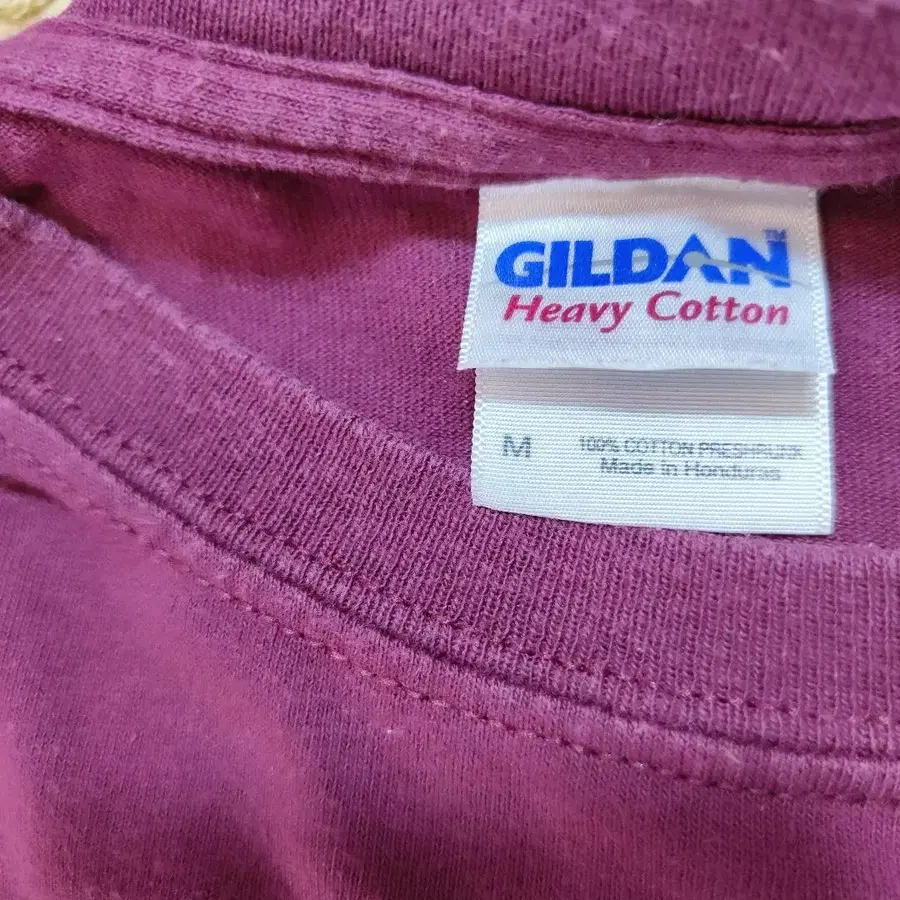 GILDAN™
Heavy Cotton
M 100% COTTON PRESHRUNK
Made in Honduras